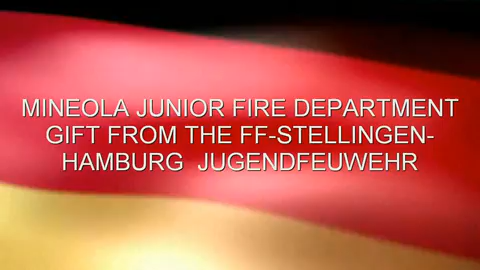 MINEOLA JUNIOR FIRE DEPARTMENT
GIFT FROM THE FF-STELLINGEN-
HAMBURG JUGENDFEUWEHR